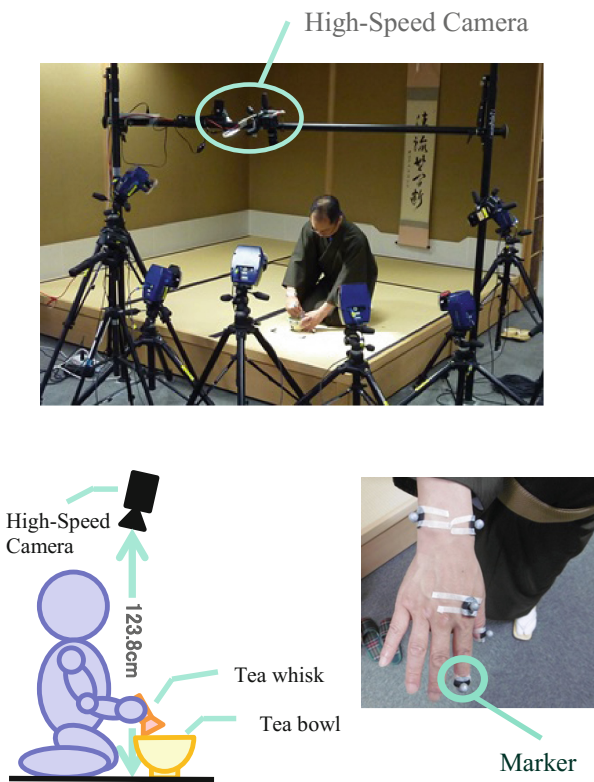 High-Speed Camera
High-Speed
Camera
123.8cm
Tea whisk
Tea bowl
Marker